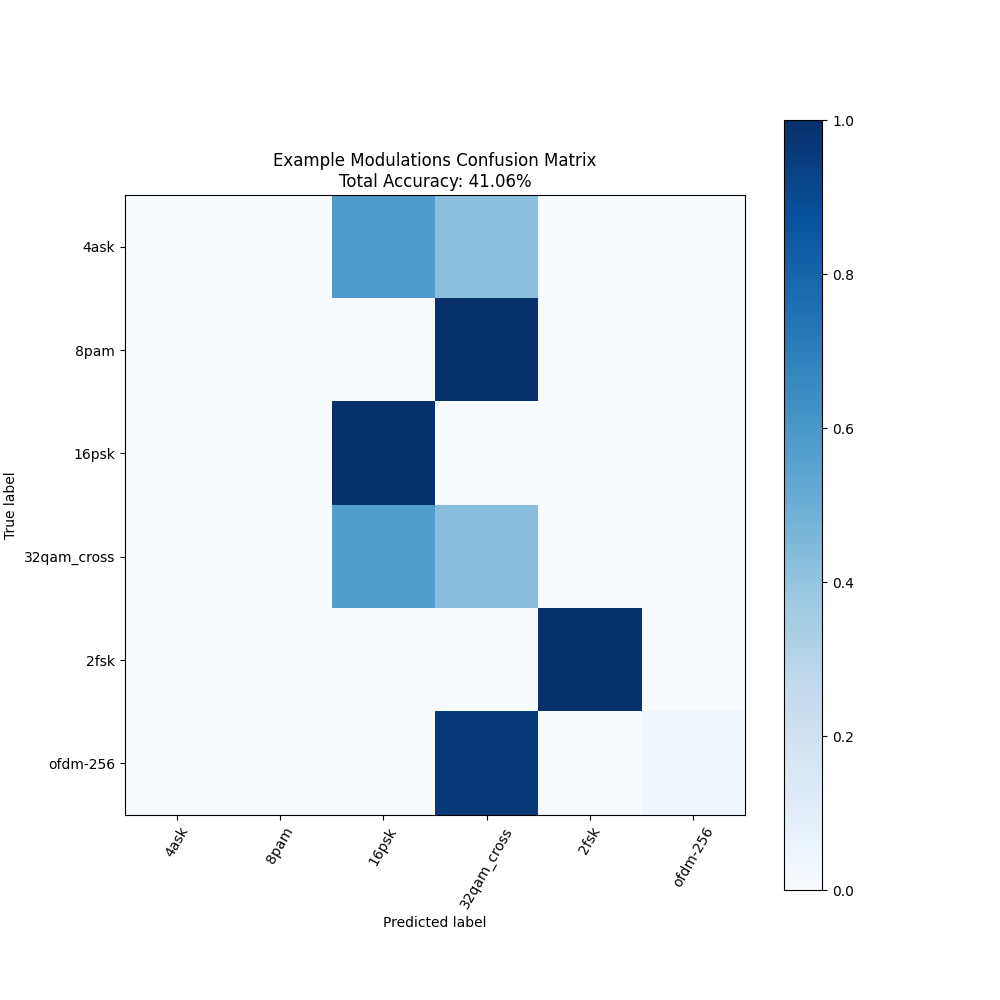 Example Modulations Confusion Matrix
Total Accuracy: 41.06%
True label
4ask
8pam
16psk
32qam_cross
2fsk
ofdm-256
4ask
8pam
16psk
32qam_cross
2fsk
ofdm-256
Predicted label
1.0
0.8
0.6
0.4
0.2
0.0